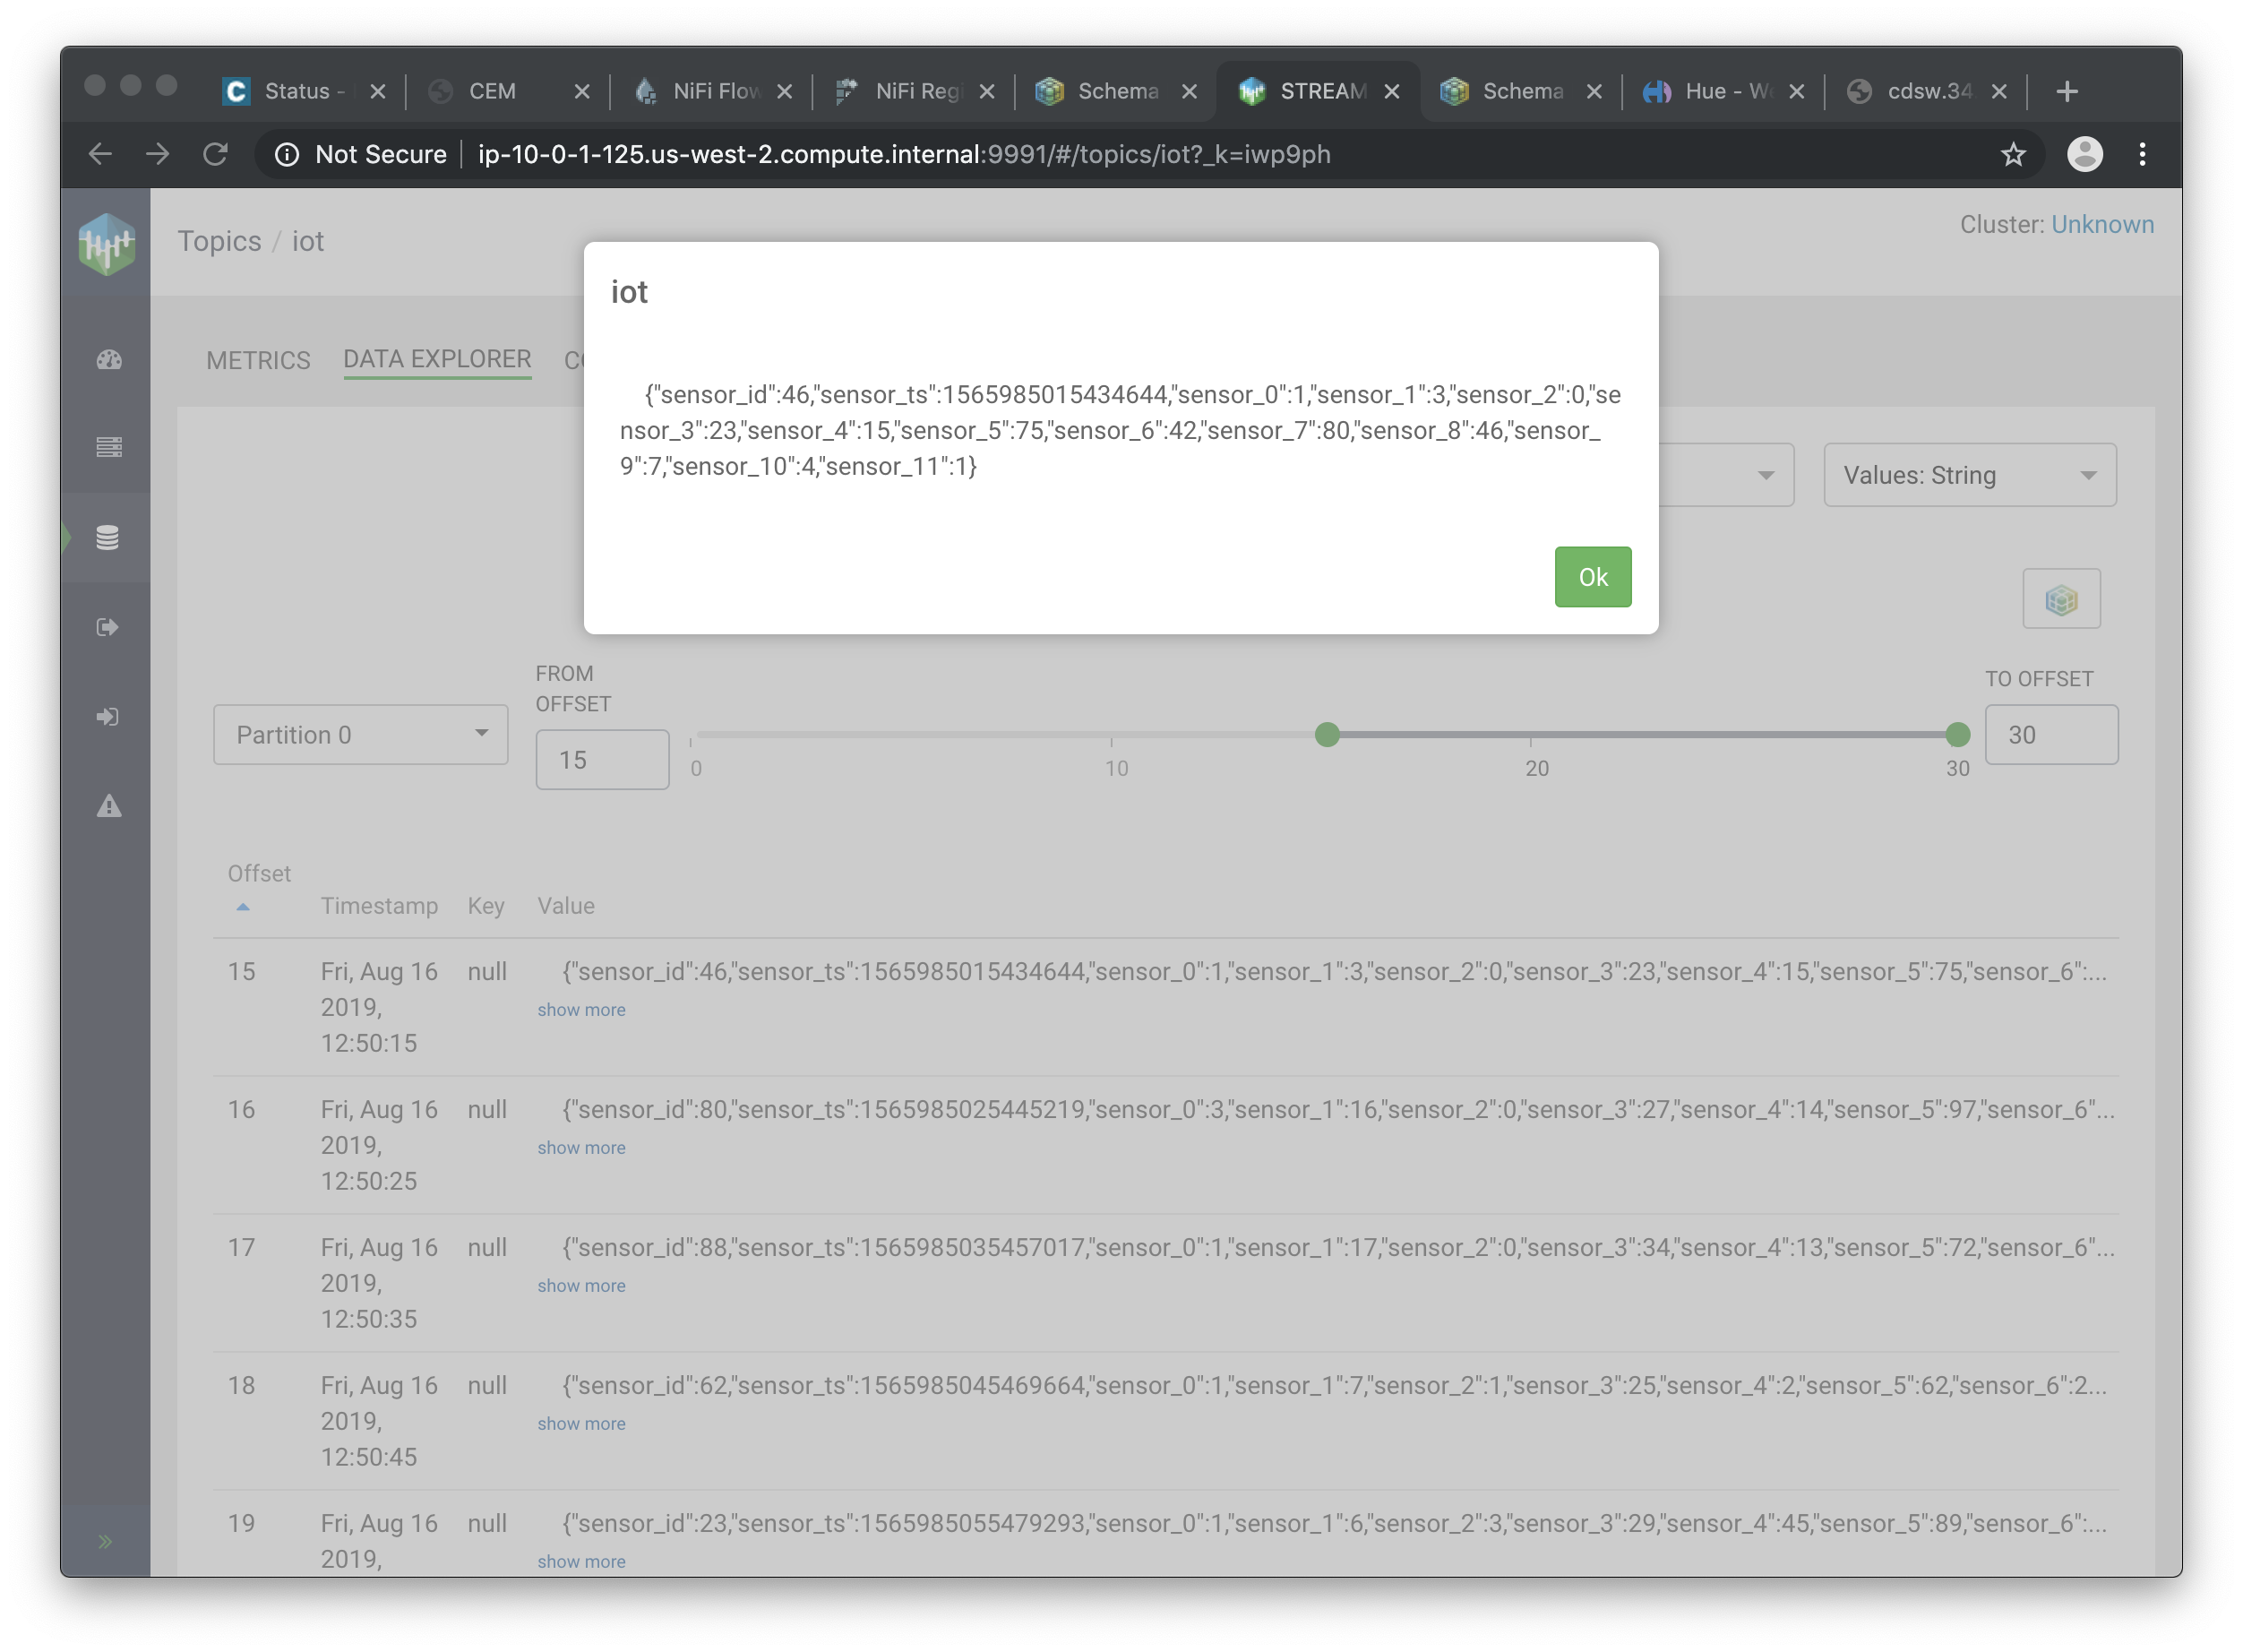 Status -
CEM
NiFi Flow
NiFi Regi
Schema
STREAM
Schema
Hue - We
cdsw.34
Not Secure
ip-10-0-1-125.us-west-2.compute.internal:9991/#/topics/iot?_k=iwp9ph
Topics / iot
Cluster: Unknown
METRICS
DATA EXPLORER
iot
{"sensor_id":46,"sensor_ts":1565985015434644,"sensor_0":1,"sensor_1":3,"sensor_2":0,"se
nsor_3":23,"sensor_4":15,"sensor_5":75,"sensor_6":42,"sensor_7":80,"sensor_8":46,"sensor_
9":7,"sensor_10":4,"sensor_11":1}
Ok
Values: String
Partition 0
FROM
OFFSET
15
0
10
20
30
TO OFFSET
30
Offset
Timestamp
Key
Value
15
Fri, Aug 16
2019,
12:50:15
null
{"sensor_id":46,"sensor_ts":1565985015434644,"sensor_0":1,"sensor_1":3,"sensor_2":0,"sensor_3":23,"sensor_4":15,"sensor_5":75,"sensor_6":...
show more
16
Fri, Aug 16
2019,
12:50:25
null
{"sensor_id":80,"sensor_ts":1565985025445219,"sensor_0":3,"sensor_1":16,"sensor_2":0,"sensor_3":27,"sensor_4":14,"sensor_5":97,"sensor_6"...
show more
17
Fri, Aug 16
2019,
12:50:35
null
{"sensor_id":88,"sensor_ts":1565985035457017,"sensor_0":1,"sensor_1":17,"sensor_2":0,"sensor_3":34,"sensor_4":13,"sensor_5":72,"sensor_6"...
show more
18
Fri, Aug 16
2019,
12:50:45
null
{"sensor_id":62,"sensor_ts":1565985045469664,"sensor_0":1,"sensor_1":7,"sensor_2":1,"sensor_3":25,"sensor_4":2,"sensor_5":62,"sensor_6":2...
show more
19
Fri, Aug 16
2019,
null
{"sensor_id":23,"sensor_ts":1565985055479293,"sensor_0":1,"sensor_1":6,"sensor_2":3,"sensor_3":29,"sensor_4":45,"sensor_5":89,"sensor_6":...
show more